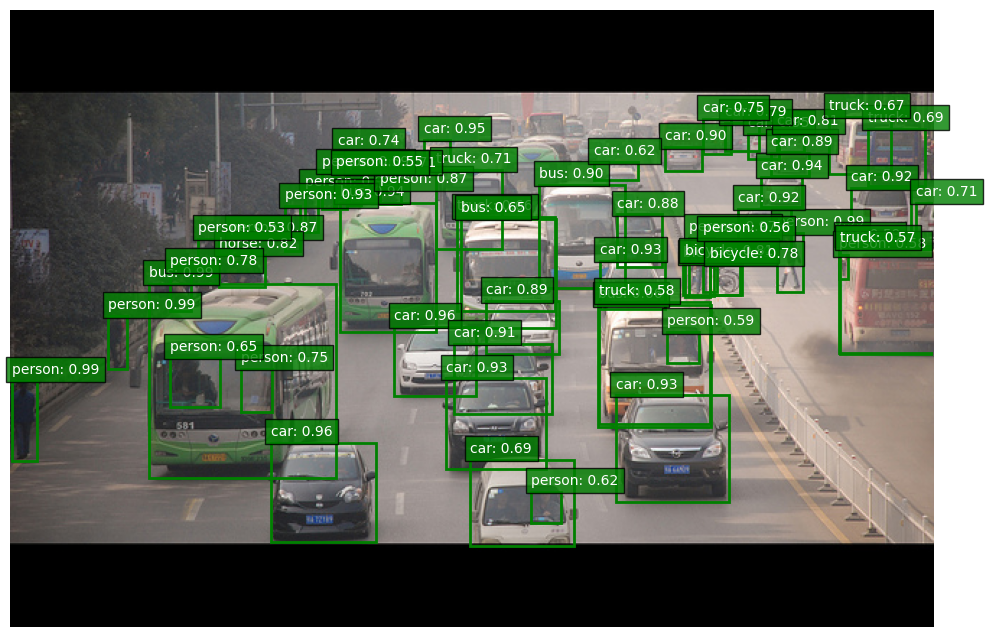 car: 0.75
79
truck: 0.67
car: 0.81
truck: 0.69
car: 0.95
car: 0.74
car: 0.90
car: 0.89
car: 0.62
person: 0.55
truck: 0.71
car: 0.94
bus: 0.90
person: 0.87
car: 0.92
car: 0.71
person: 0.93
0.94
car: 0.92
car: 0.88
bus: 0.65
person: 0.99
person: 0.53
0.87
person: 0.56
truck: 0.57
horse: 0.82
car: 0.93
bicycle: 0.78
person: 0.78
bus: 0.99
car: 0.89
truck: 0.58
person: 0.99
car: 0.96
person: 0.59
car: 0.91
person: 0.65
person: 0.75
person: 0.99
car: 0.93
car: 0.93
581
car: 0.96
car: 0.69
person: 0.62